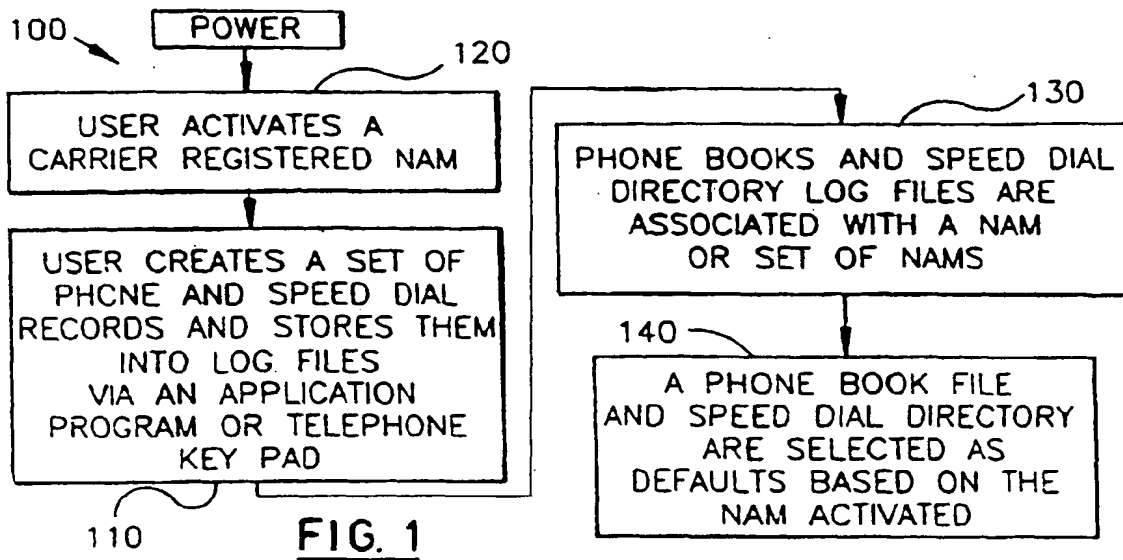 POWER
100
120
USER ACTIVATES A
CARRIER REGISTERED NAM
USER CREATES A SET OF
PHONE AND SPEED DIAL
RECORDS AND STORES THEM
INTO LOG FILES
VIA AN APPLICATION
PROGRAM OR TELEPHONE
KEY PAD
110
130
PHONE BOOKS AND SPEED DIAL
DIRECTORY LOG FILES ARE
ASSOCIATED WITH A NAM
OR SET OF NAMS
140
A PHONE BOOK FILE
AND SPEED DIAL DIRECTORY
ARE SELECTED AS
DEFAULTS BASED ON THE
NAM ACTIVATED
FIG. 1